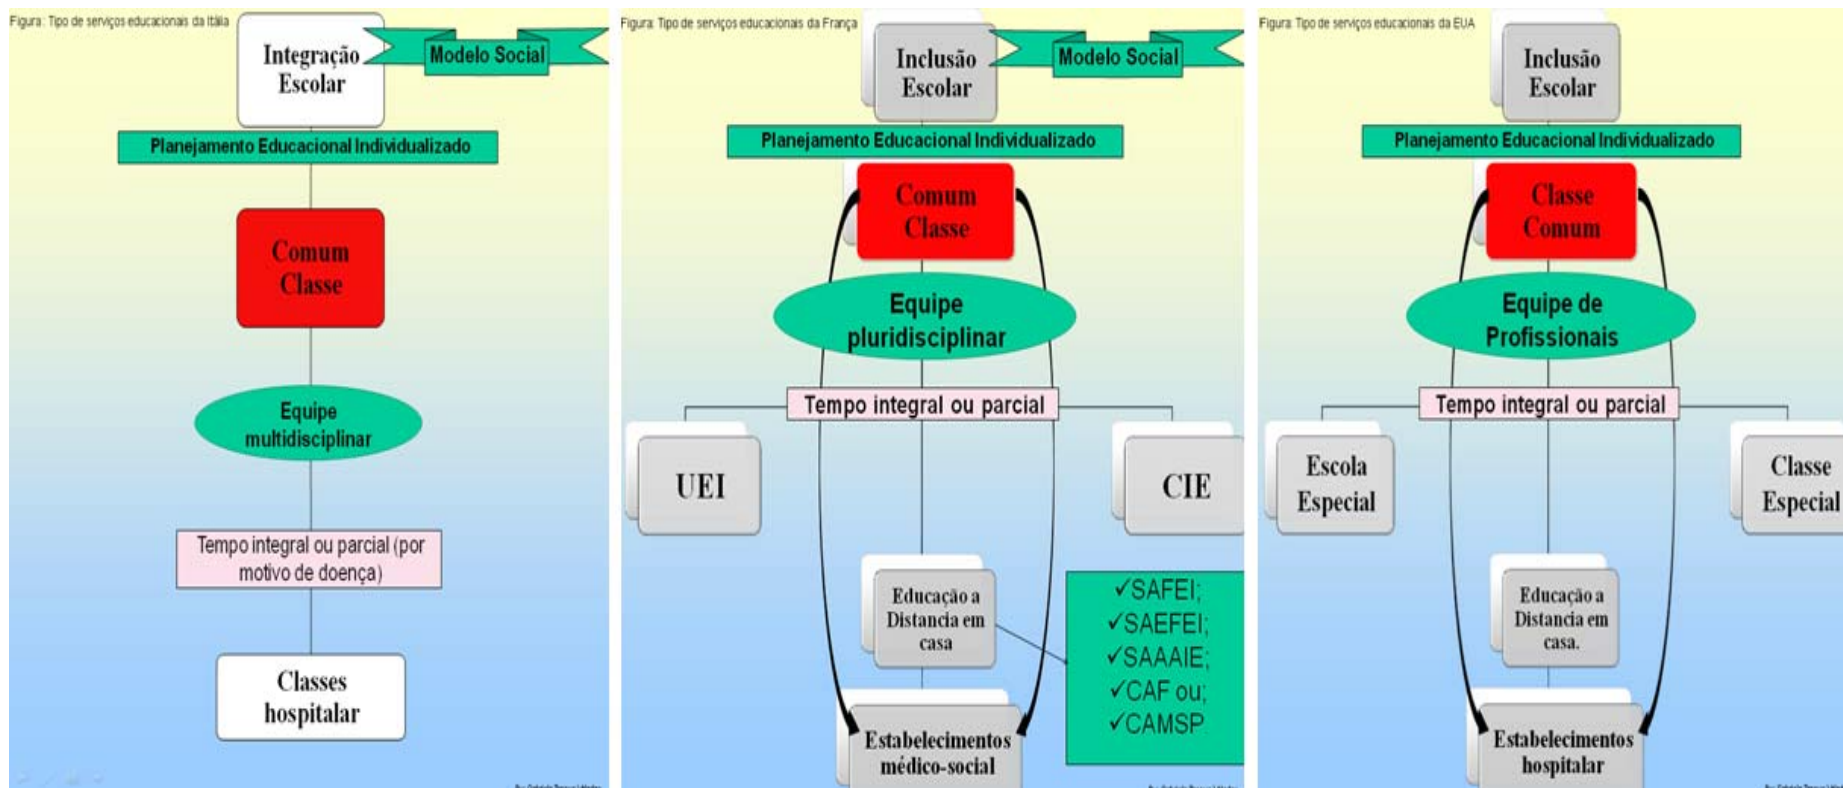 Figura: Tipo de serviços educacionais da Itália
Integração
Escolar
Modelo Social
Planejamento Educacional Individualizado
Comum
Classe
Equipe
multidisciplinar
Tempo integral ou parcial (por
motivo de doença)
Classes
hospitalar
Figura: Tipo de serviços educacionais da França
Inclusão
Escolar
Modelo Social
Planejamento Educacional Individualizado
Comum
Classe
Equipe
pluridisciplinar
Tempo integral ou parcial
UEI
CIE
Educação a
Distancia em
casa
✓SAFEI;
✓SAEFEI;
✓SAAAIE;
✓CAF ou;
✓CAMSP
Estabelecimentos
médico-social
Figura: Tipo de serviços educacionais da EUA
Inclusão
Escolar
Planejamento Educacional Individualizado
Classe
Comum
Equipe de
Profissionais
Tempo integral ou parcial
Escola
Especial
Classe
Especial
Educação a
Distancia em
casa.
Estabelecimentos
hospitalar